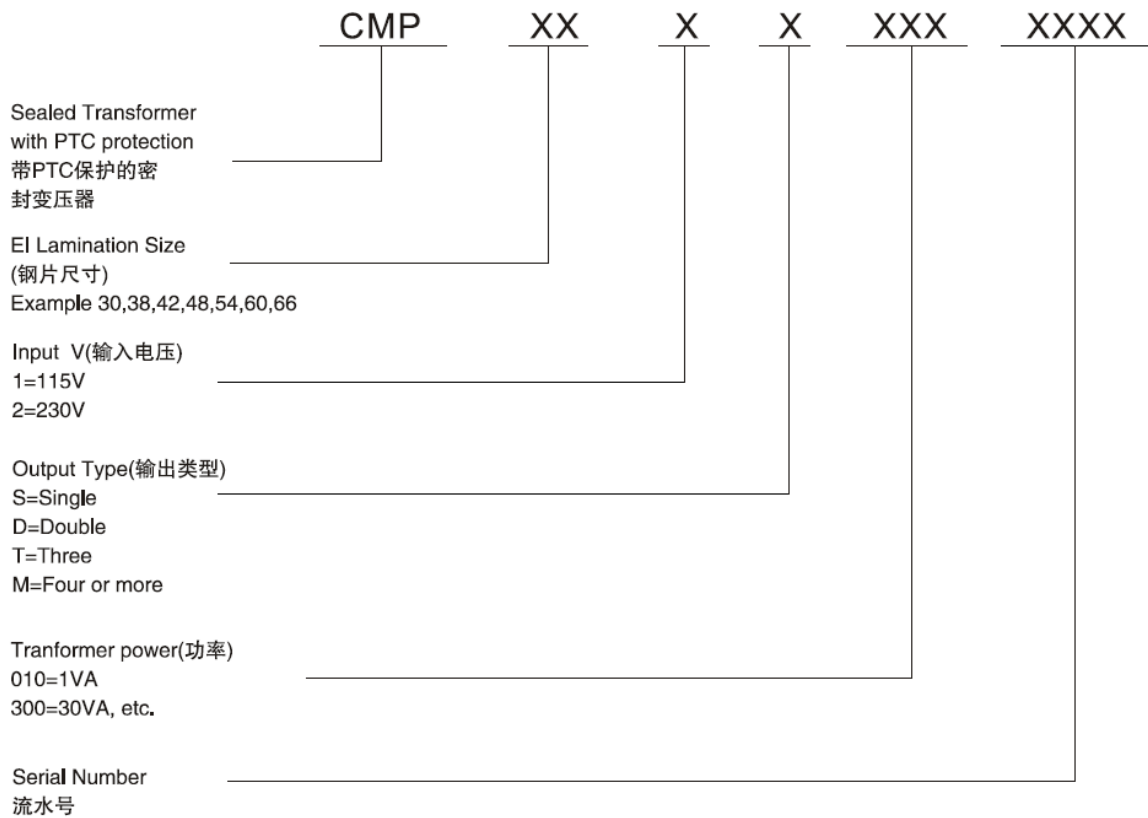 CMP XX X X XXX XXXX
Sealed Transformer
with PTC protection
带PTC保护的密
封变压器
EI Lamination Size
(钢片尺寸)
Example 30,38,42,48,54,60,66
Input V(输入电压)
1=115V
2=230V
Output Type(输出类型)
S=Single
D=Double
T=Three
M=Four or more
Tranformer power(功率)
010=1VA
300=30VA, etc.
Serial Number
流水号